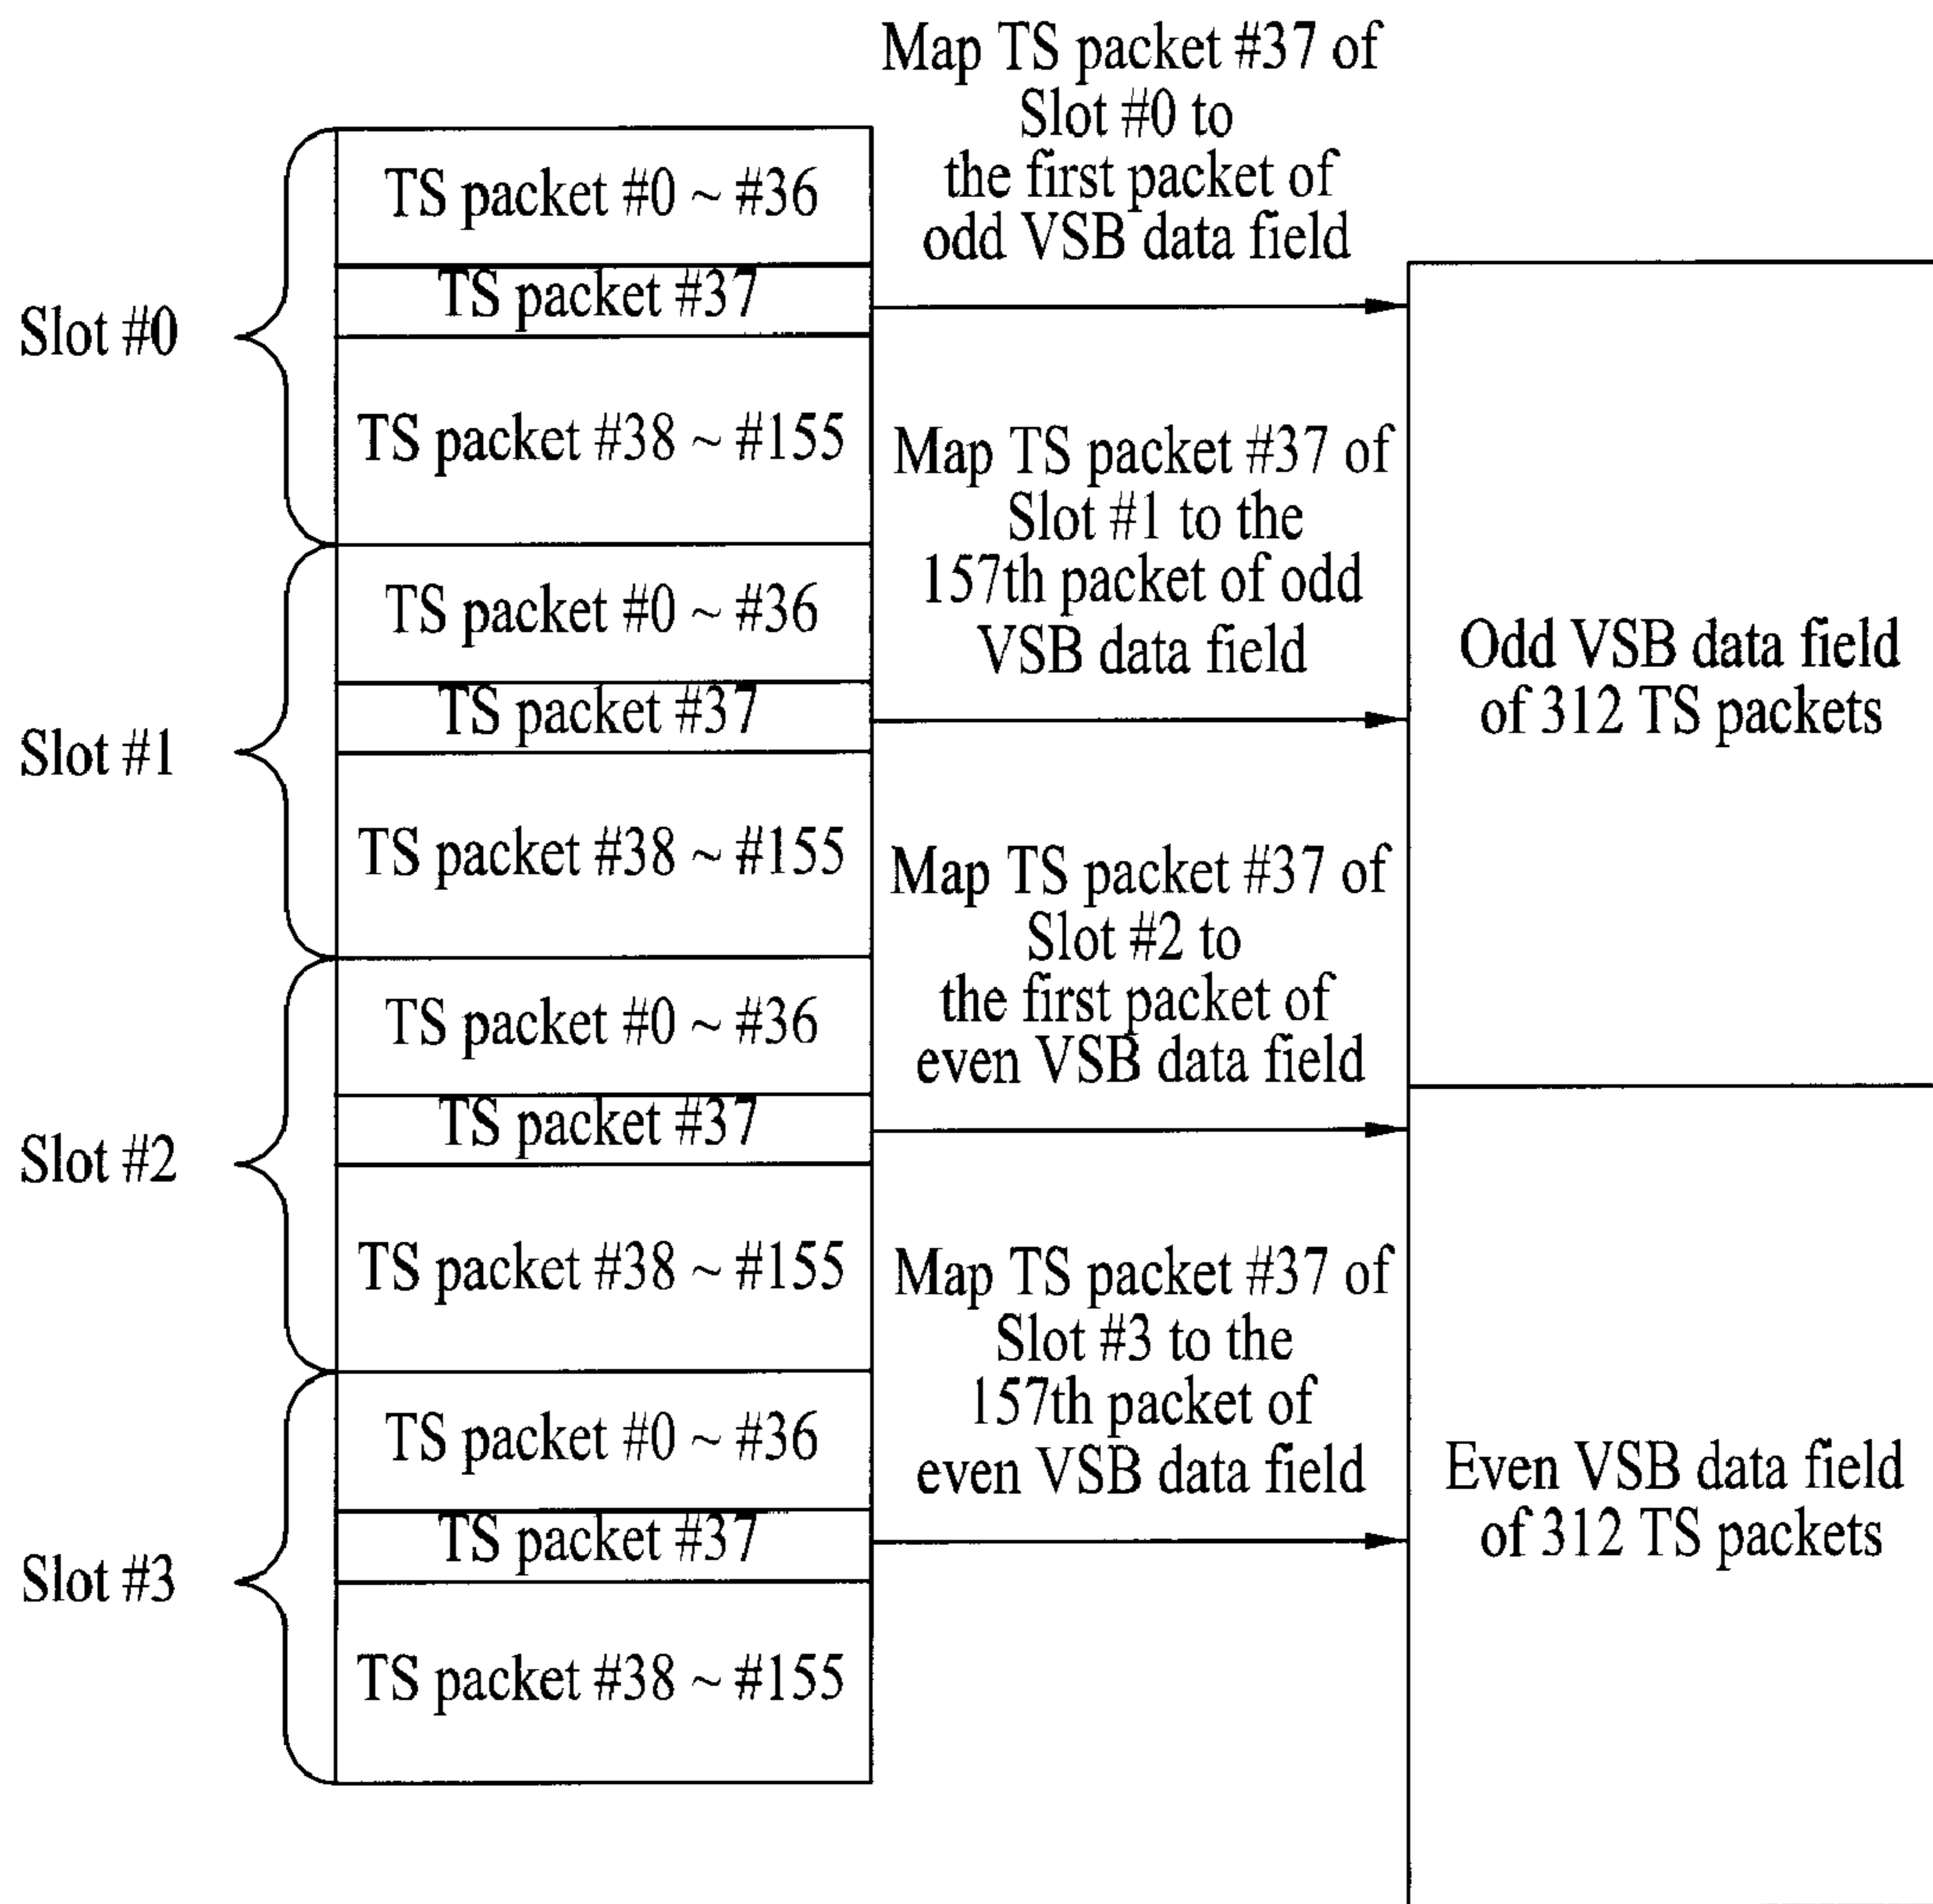 Map TS packet #37 of
Slot #0 to
the first packet of
odd VSB data field
TS packet #0 ~ #36
TS packet #37
Slot #0
TS packet #38 ~ #155
Map TS packet #37 of
Slot #1 to the
157th packet of odd
VSB data field
TS packet #0 ~ #36
TS packet #37
Slot #1
TS packet #38 ~ #155
Odd VSB data field
of 312 TS packets
Map TS packet #37 of
Slot #2 to
the first packet of
even VSB data field
TS packet #0 ~ #36
TS packet #37
Slot #2
TS packet #38 ~ #155
Map TS packet #37 of
Slot #3 to the
157th packet of
even VSB data field
TS packet #0 ~ #36
TS packet #37
Slot #3
TS packet #38 ~ #155
Even VSB data field
of 312 TS packets